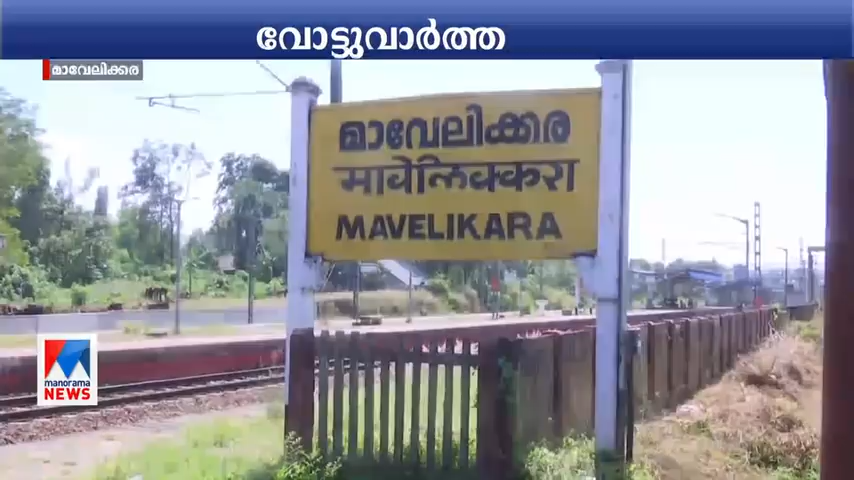 വോട്ടുവാർത്ത
മാവേലിക്കര
മാവേലിക്കര
मावेलिक्करा
MAVELIKARA
manorama
NEWS